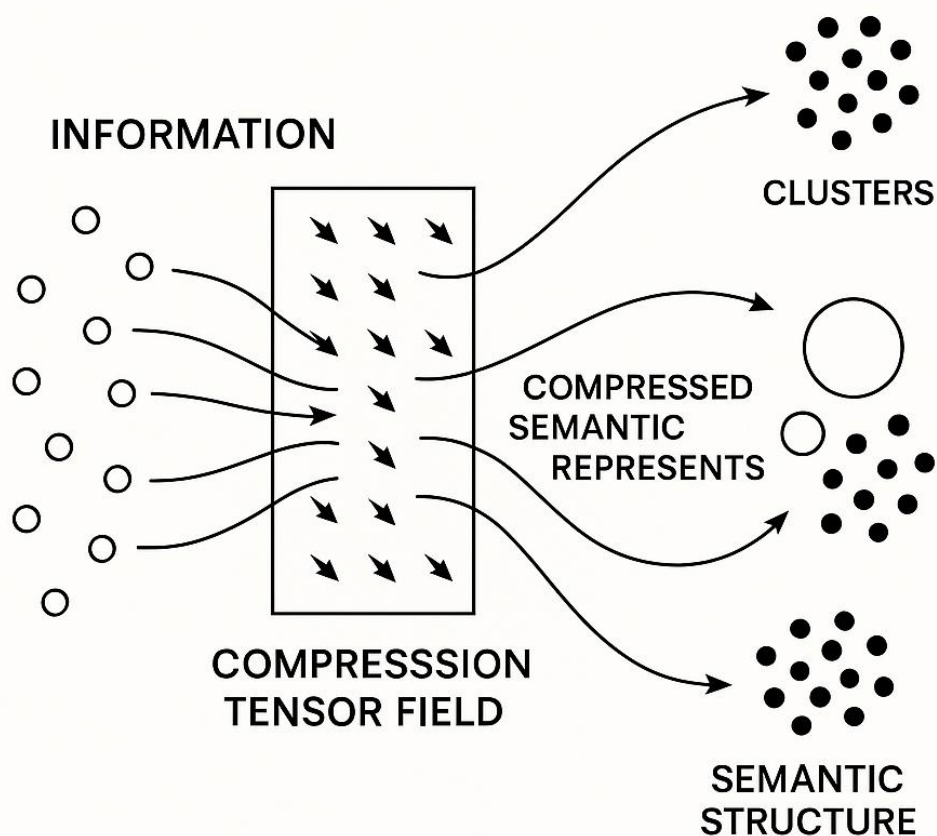 INFORMATION
CLUSTERS
COMPRESSED
SEMANTIC
REPRESENTS
COMPRESSSION
TENSOR FIELD
SEMANTIC
STRUCTURE